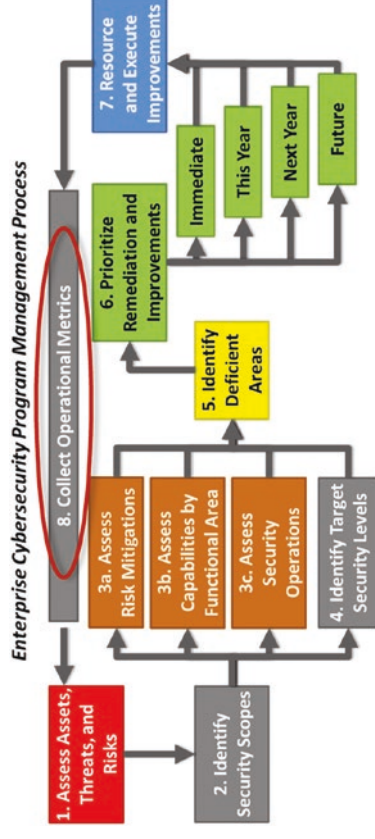 Enterprise Cybersecurity Program Management Process
8. Collect Operational Metrics
1. Assess Assets,
Threats, and
Risks
2. Identify
Security Scopes
3a. Assess
Risk Mitigations
3b. Assess
Capabilities by
Functional Area
3c. Assess
Security
Operations
4. Identify Target
Security Levels
5. Identify
Deficient
Areas
6. Prioritize
Remediation and
Improvements
Immediate
This Year
Next Year
Future
7. Resource
and Execute
Improvements